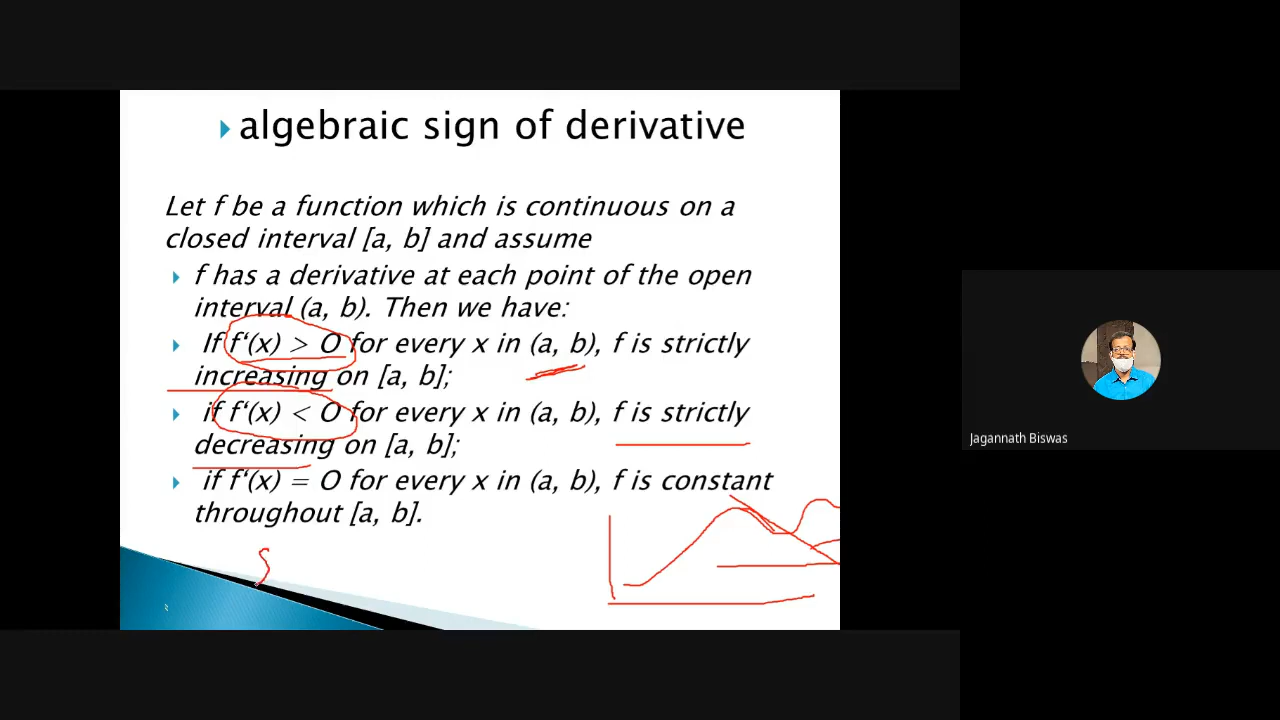 algebraic sign of derivative
Let f be a function which is continuous on a
closed interval [a, b] and assume
f has a derivative at each point of the open
interval (a, b). Then we have:
If f‘(x) > O for every x in (a, b), f is strictly
increasing on [a, b];
if f‘(x) < O for every x in (a, b), f is strictly
decreasing on [a, b];
if f‘(x) = O for every x in (a, b), f is constant
throughout [a, b].
Jagannath Biswas